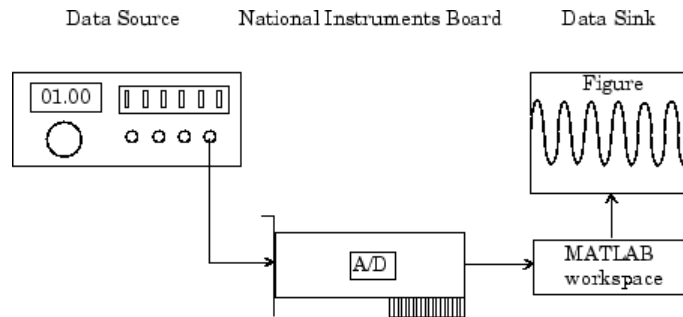 Data Source
National Instruments Board
Data Sink
01.00
Figure
A/D
MATLAB
workspace